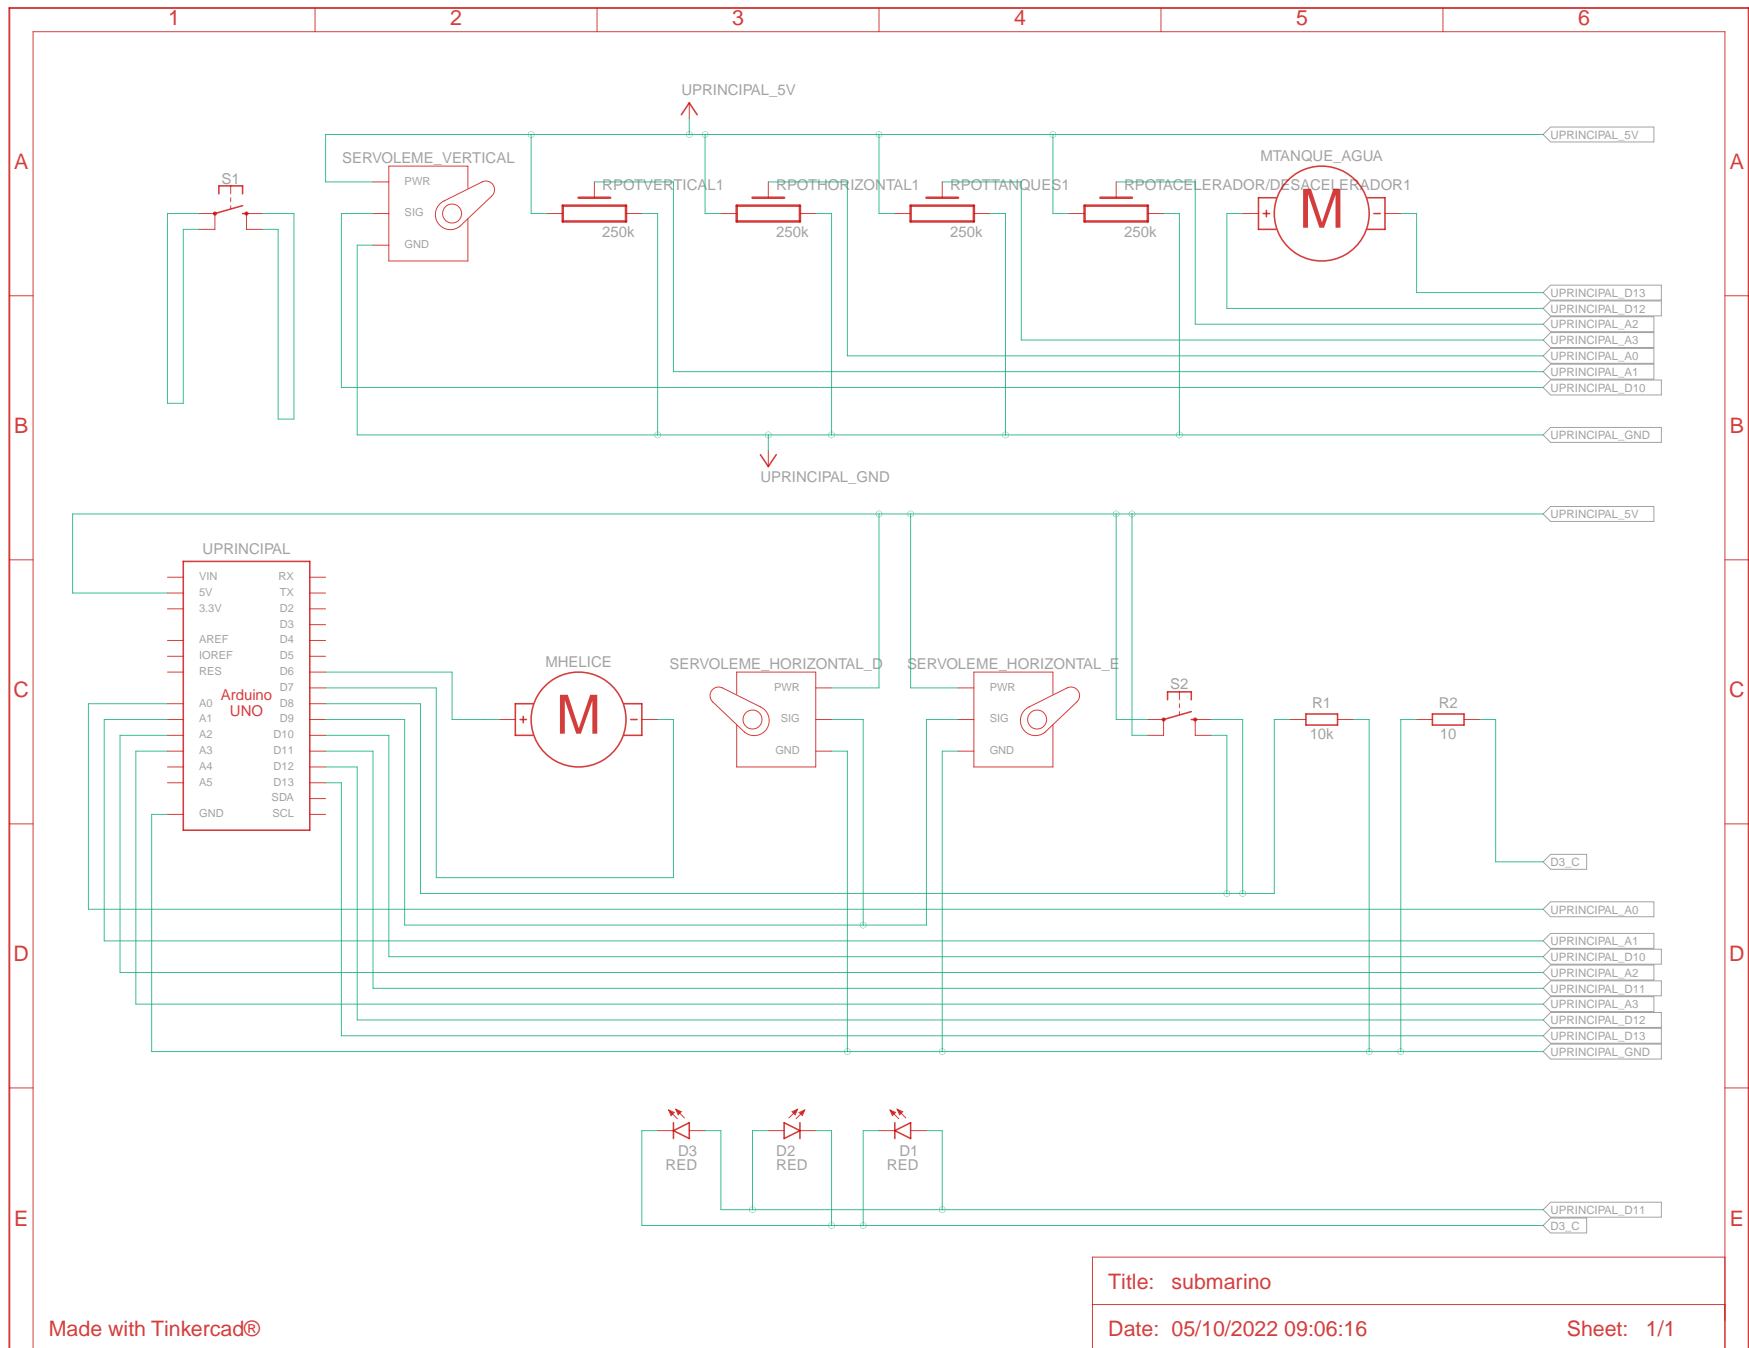 1 2 3 4 5 6
UPRINCIPAL_5V
UPRINCIPAL_5V
A A
SERVOLEME_VERTICAL
MTANQUE_AGUA
S1
PWR
SIG
GND
RPOTVERTICAL1
250k
RPOTHORIZONTAL1
250k
RPOTTANQUES1
250k
RPOTACELERADOR/DESACELERADOR1
250k
+ M -
UPRINCIPAL_D13
UPRINCIPAL_D12
UPRINCIPAL_A2
UPRINCIPAL_A3
UPRINCIPAL_A0
UPRINCIPAL_A1
UPRINCIPAL_D10
B B
UPRINCIPAL_GND
UPRINCIPAL_GND
UPRINCIPAL_5V
UPRINCIPAL
VIN RX
5V TX
3.3V D2
D3
AREF D4
IOREF D5
RES D6
D7
Arduino
UNO
A0 D8
A1 D9
A2 D10
A3 D11
A4 D12
A5 D13
SDA
GND SCL
C C
MHELICE
+ M -
SERVOLEME_HORIZONTAL_D
PWR
SIG
GND
SERVOLEME_HORIZONTAL_E
PWR
SIG
GND
S2
R1
10k
R2
10
D3_C
UPRINCIPAL_A0
D D
UPRINCIPAL_A1
UPRINCIPAL_D10
UPRINCIPAL_A2
UPRINCIPAL_D11
UPRINCIPAL_A3
UPRINCIPAL_D12
UPRINCIPAL_D13
UPRINCIPAL_GND
D3
RED
D2
RED
D1
RED
E E
UPRINCIPAL_D11
D3_C
Title: submarino
Made with Tinkercad®
Date: 05/10/2022 09:06:16 Sheet: 1/1